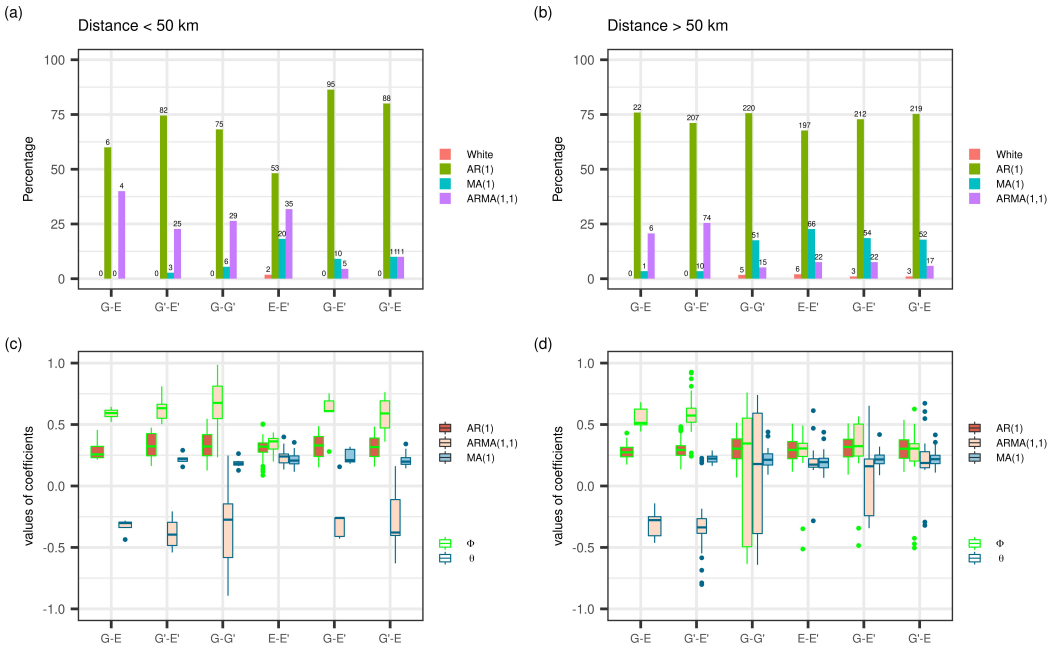 (a)
Distance < 50 km
Percentage
100
75
50
25
0
6
0
0
4
82
0
3
25
75
0
6
29
53
2
20
35
95
0
10
5
88
0
11
11
G-E
G'-E'
G-G'
E-E'
G-E'
G'-E
White
AR(1)
MA(1)
ARMA(1,1)
(b)
Distance > 50 km
Percentage
100
75
50
25
0
22
0
1
6
207
0
10
74
220
5
51
15
197
6
66
22
212
3
54
22
219
3
52
17
G-E
G'-E'
G-G'
E-E'
G-E'
G'-E
White
AR(1)
MA(1)
ARMA(1,1)
(c)
values of coefficients
1.0
0.5
0.0
-0.5
-1.0
G-E
G'-E'
G-G'
E-E'
G-E'
G'-E
AR(1)
ARMA(1,1)
MA(1)
Φ
θ
(d)
values of coefficients
1.0
0.5
0.0
-0.5
-1.0
G-E
G'-E'
G-G'
E-E'
G-E'
G'-E
AR(1)
ARMA(1,1)
MA(1)
Φ
θ